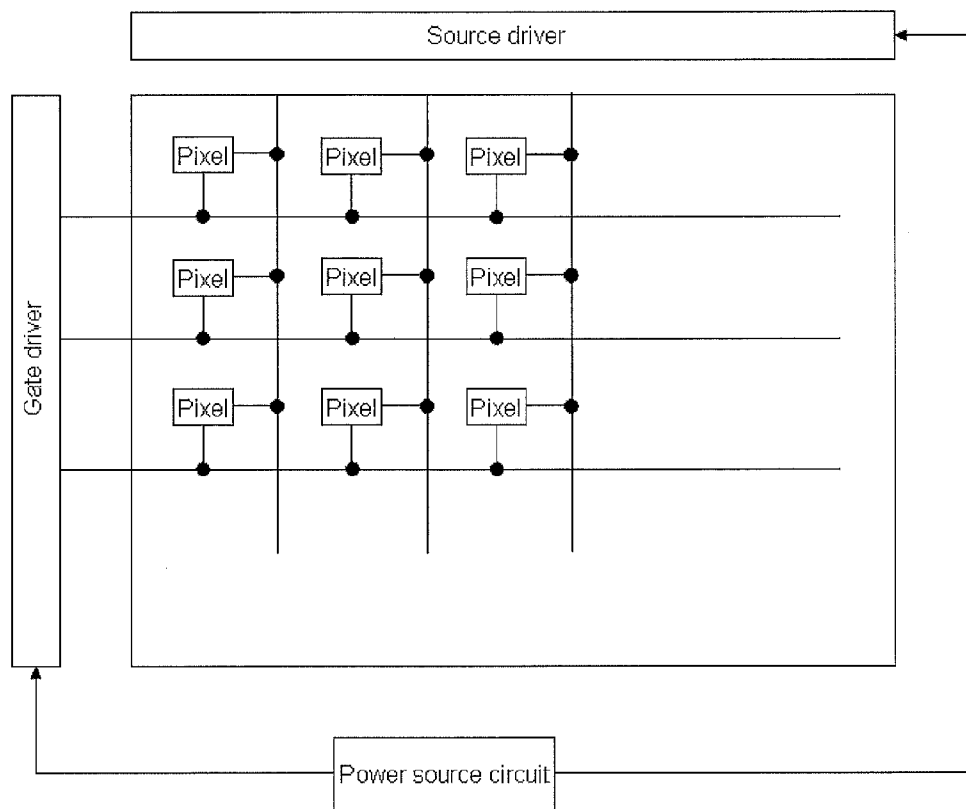 Source driver
Pixel
Pixel
Pixel
Gate driver
Pixel
Pixel
Pixel
Pixel
Pixel
Pixel
Power source circuit